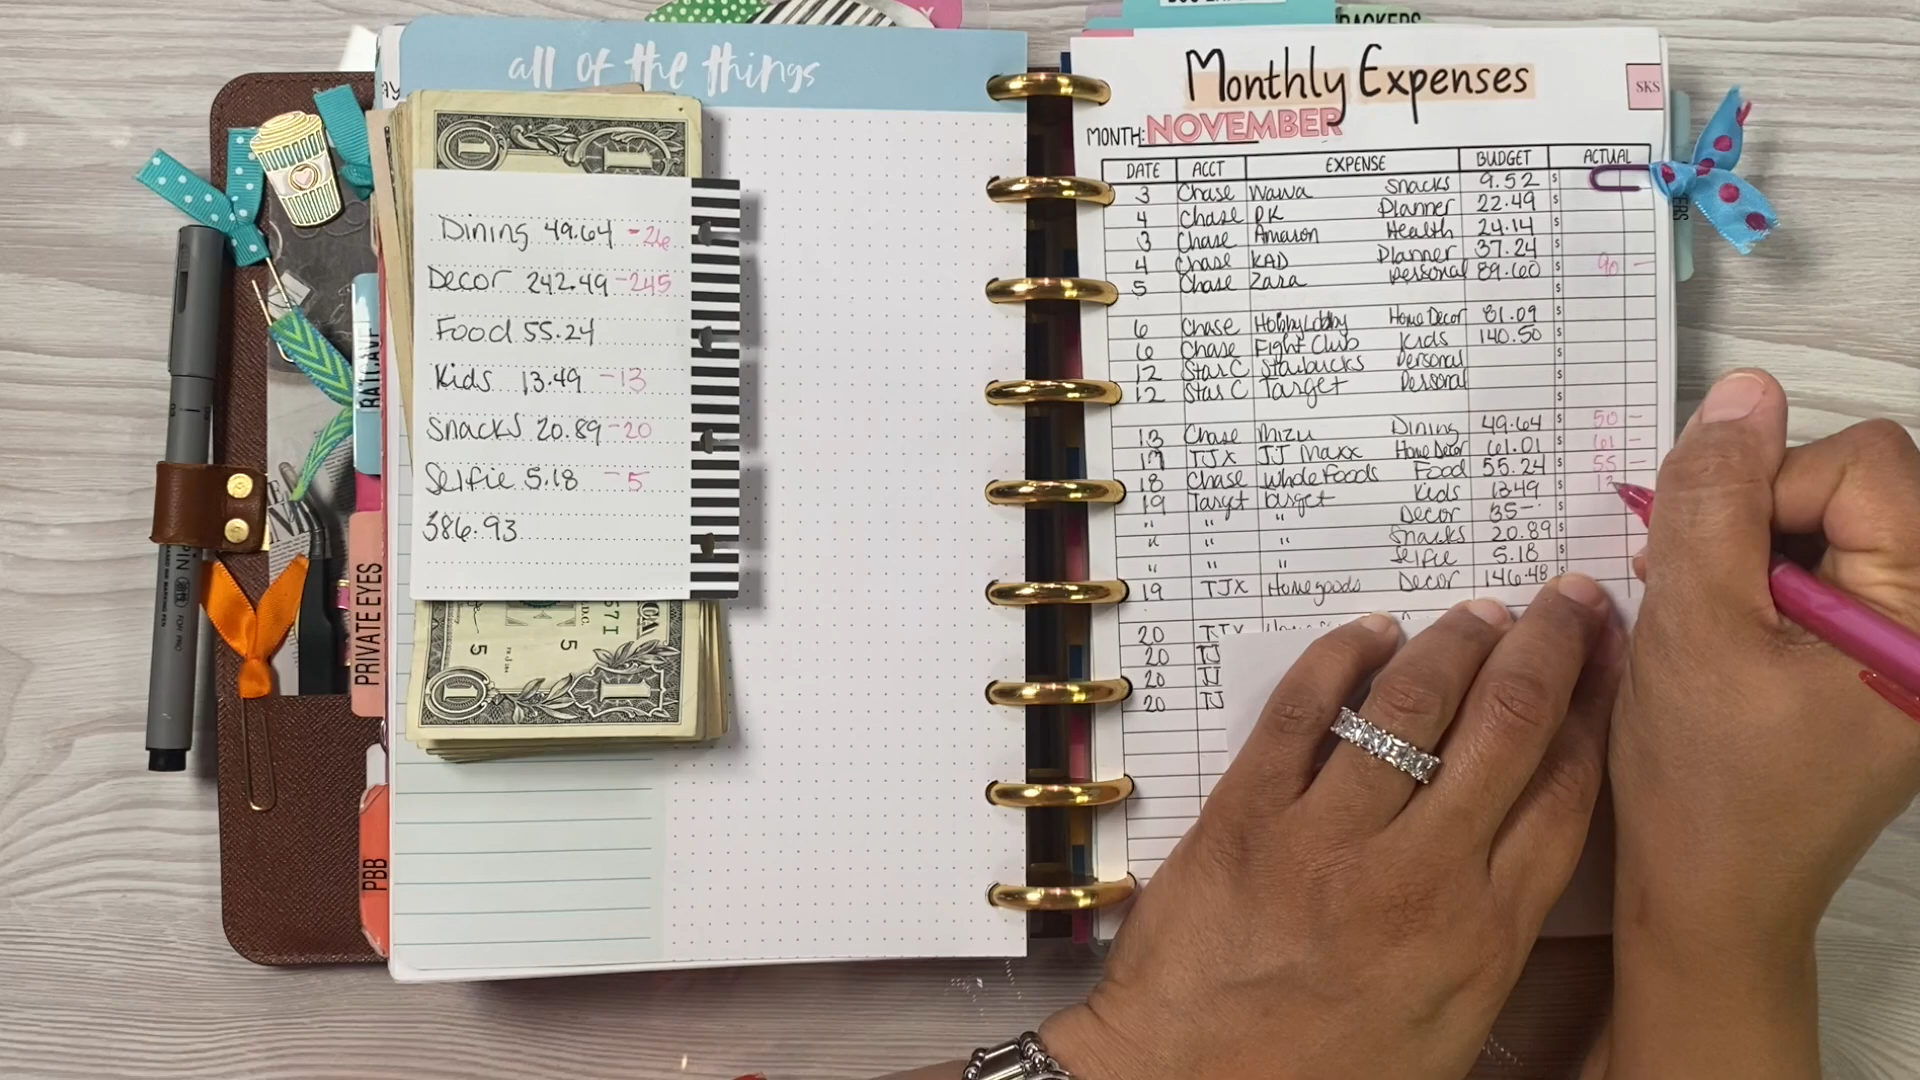 all of the things
Dining 49.64 -26
Decor 242.49 -245
Food 55.24
Kids 13.49 -13
Snacks 20.89 -20
Selfie 5.18 -5
386.93
PRIVATE EYES
PBB
Monthly Expenses
SKS
MONTH: NOVEMBER
DATE ACCT EXPENSE BUDGET ACTUAL
3 Chase Wawa Snacks 9.52 $
4 Chase PK Planner 22.49 $
3 Chase Amazon Health 24.14 $
4 Chase KAD Planner 37.24 $
5 Chase Zara personal 89.60 $ 90 -
$
6 Chase Hobby Lobby Home Decor 81.09 $
6 Chase Fight Club Kids 140.50 $
12 Stas C Starbucks Personal $
12 Stas C Target Personal $
$
13 Chase Mizu Dining 49.64 $ 50 -
17 TJX TJ Maxx Home Decor 61.01 $ 61 -
18 Chase Whole Foods Food 55.24 $ 55 -
19 Target Target Kids 13.49 $ 13
" " " Decor 35 - $
" " " Snacks 20.89 $
" " " Selfie 5.18 $
19 TJX Homegoods Decor 146.48 $
20 TJX
20 TJ
20 TJ
20 TJ